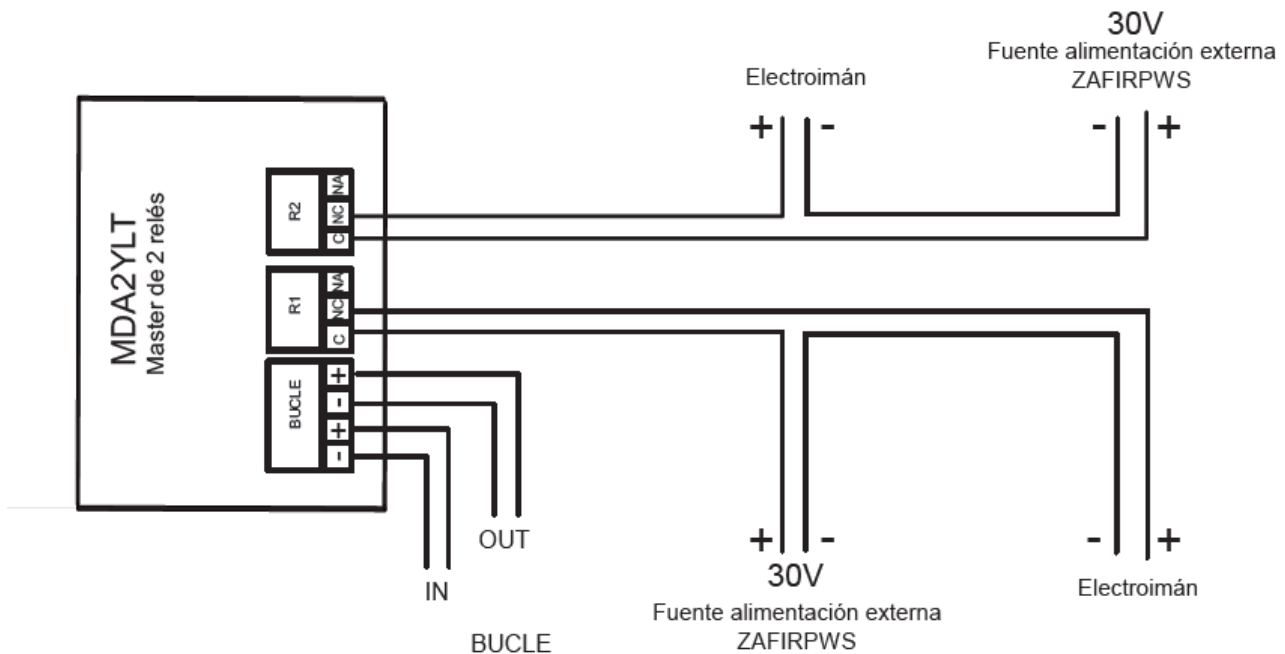 30V
Fuente alimentación externa
ZAFIRPWS
Electroimán
+ -
- +
MDA2YLT
Master de 2 relés
R2
NA
NC
C
R1
NA
NC
C
BUCLE
+
-
+
-
OUT
IN
BUCLE
+ -
30V
Fuente alimentación externa
ZAFIRPWS
- +
Electroimán